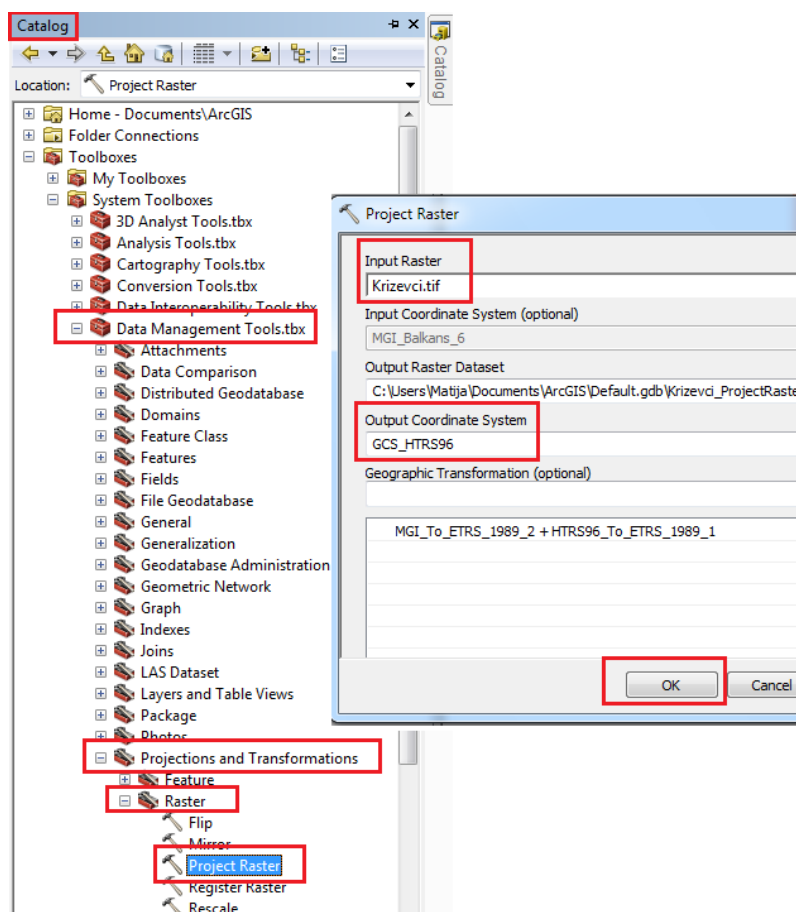 Catalog
Location: Project Raster
Home - Documents\ArcGIS
Folder Connections
Toolboxes
My Toolboxes
System Toolboxes
3D Analyst Tools.tbx
Analysis Tools.tbx
Cartography Tools.tbx
Conversion Tools.tbx
Data Interoperability Tools.tbx
Data Management Tools.tbx
Attachments
Data Comparison
Distributed Geodatabase
Domains
Feature Class
Features
Fields
File Geodatabase
General
Generalization
Geodatabase Administration
Geometric Network
Graph
Indexes
Joins
LAS Dataset
Layers and Table Views
Package
Photos
Projections and Transformations
Feature
Raster
Flip
Mirror
Project Raster
Register Raster
Rescale
Catalog
Project Raster
Input Raster
Krizevci.tif
Input Coordinate System (optional)
MGI_Balkans_6
Output Raster Dataset
C:\Users\Matija\Documents\ArcGIS\Default.gdb\Krizevci_ProjectRaste
Output Coordinate System
GCS_HTRS96
Geographic Transformation (optional)
MGI_To_ETRS_1989_2 + HTRS96_To_ETRS_1989_1
OK Cancel